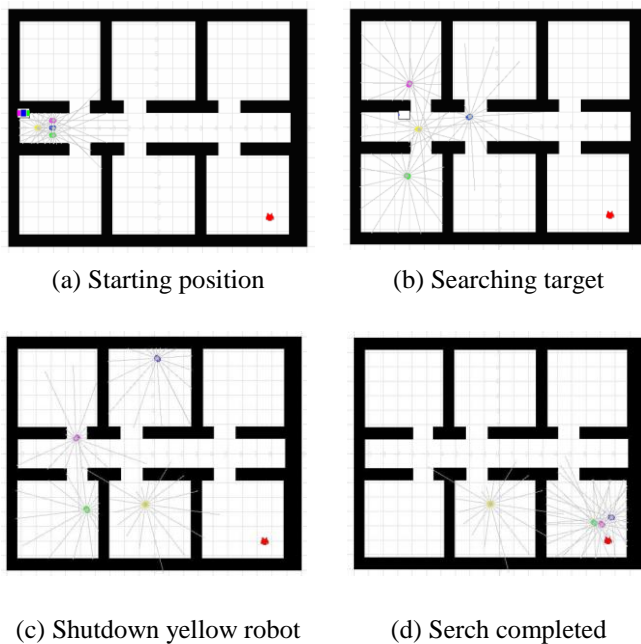 (a) Starting position
(b) Searching target
(c) Shutdown yellow robot
(d) Serch completed